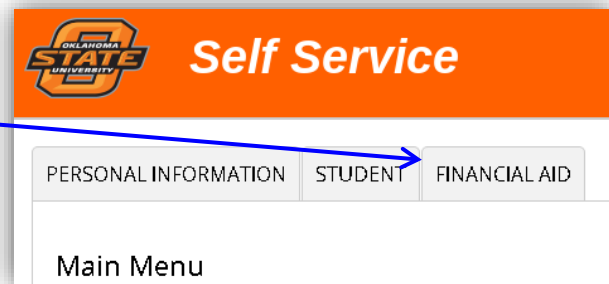 OKLAHOMA
STATE
UNIVERSITY
Self Service
PERSONAL INFORMATION STUDENT FINANCIAL AID
Main Menu